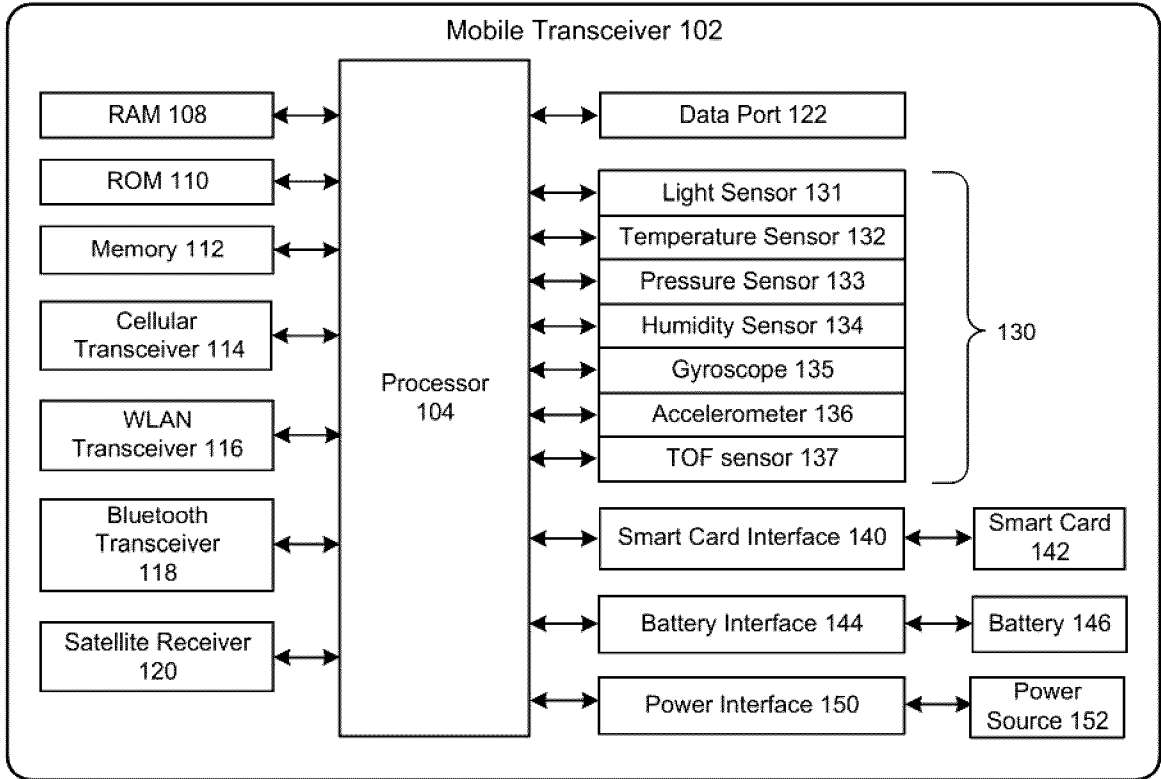 Mobile Transceiver 102
RAM 108
ROM 110
Memory 112
Cellular
Transceiver 114
WLAN
Transceiver 116
Bluetooth
Transceiver
118
Satellite Receiver
120
Processor
104
Data Port 122
Light Sensor 131
Temperature Sensor 132
Pressure Sensor 133
Humidity Sensor 134
Gyroscope 135
Accelerometer 136
TOF sensor 137
130
Smart Card Interface 140
Smart Card
142
Battery Interface 144
Battery 146
Power Interface 150
Power
Source 152